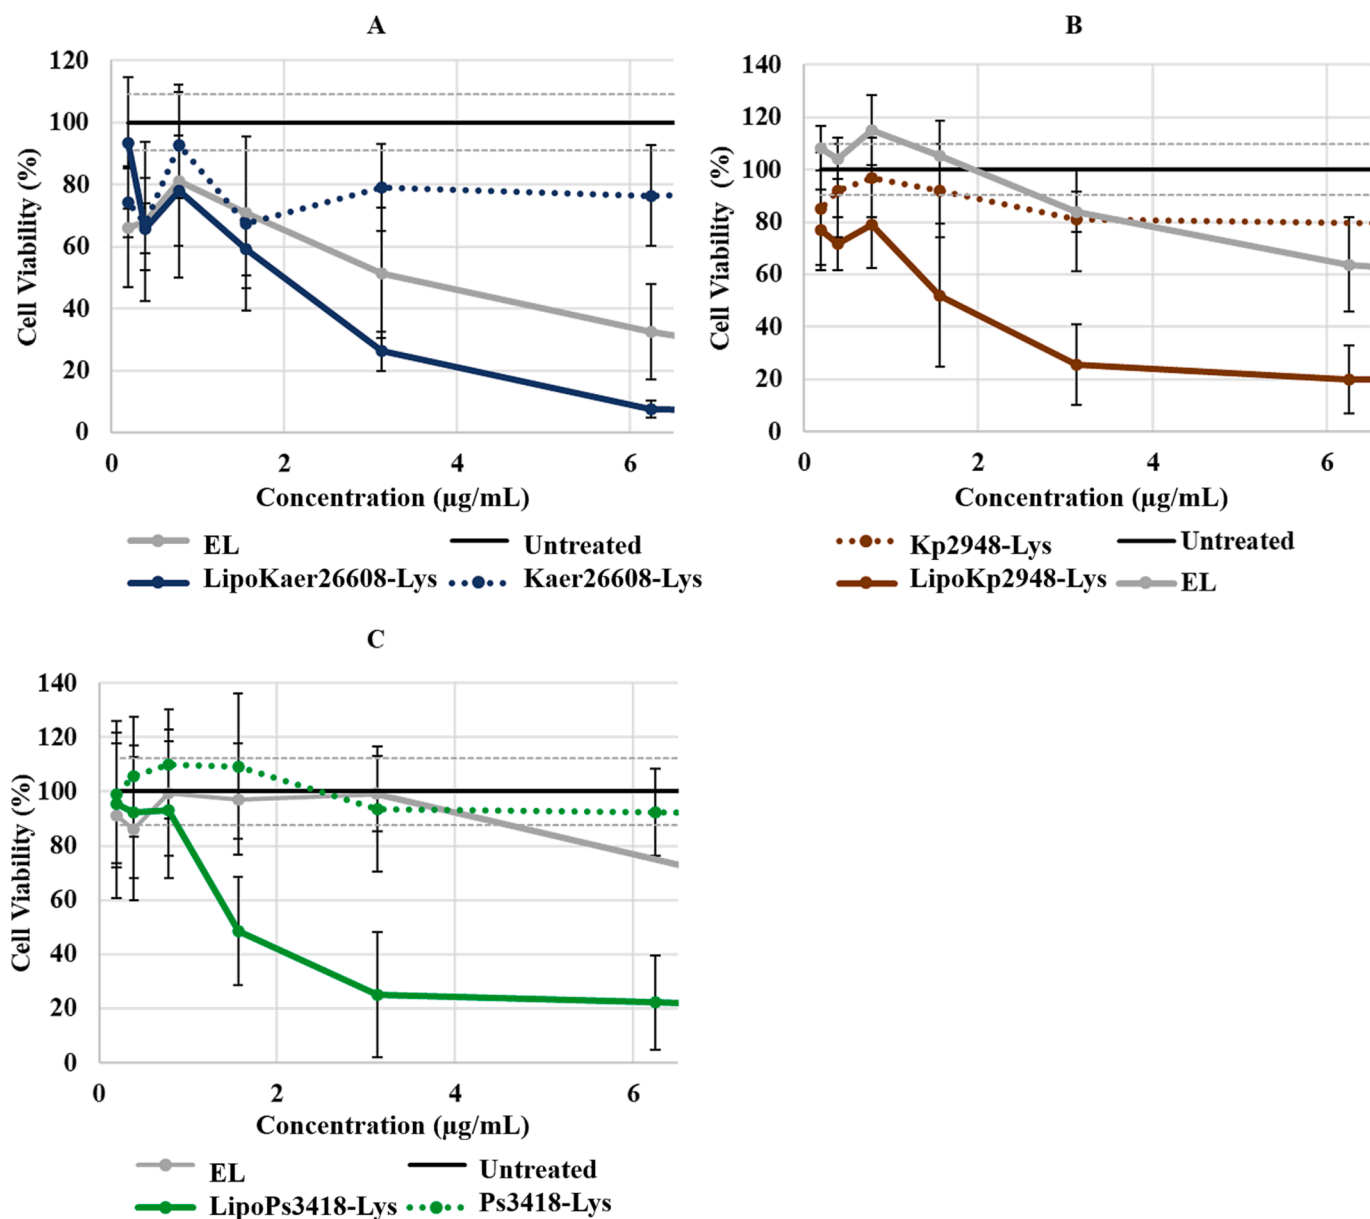 A
120
100
80
60
40
20
0
Cell Viability (%)
0 2 4 6
Concentration (µg/mL)
EL Untreated
LipoKaer26608-Lys Kaer26608-Lys
B
140
120
100
80
60
40
20
0
Cell Viability (%)
0 2 4 6
Concentration (µg/mL)
Kp2948-Lys Untreated
LipoKp2948-Lys EL
C
140
120
100
80
60
40
20
0
Cell Viability (%)
0 2 4 6
Concentration (µg/mL)
EL Untreated
LipoPs3418-Lys Ps3418-Lys